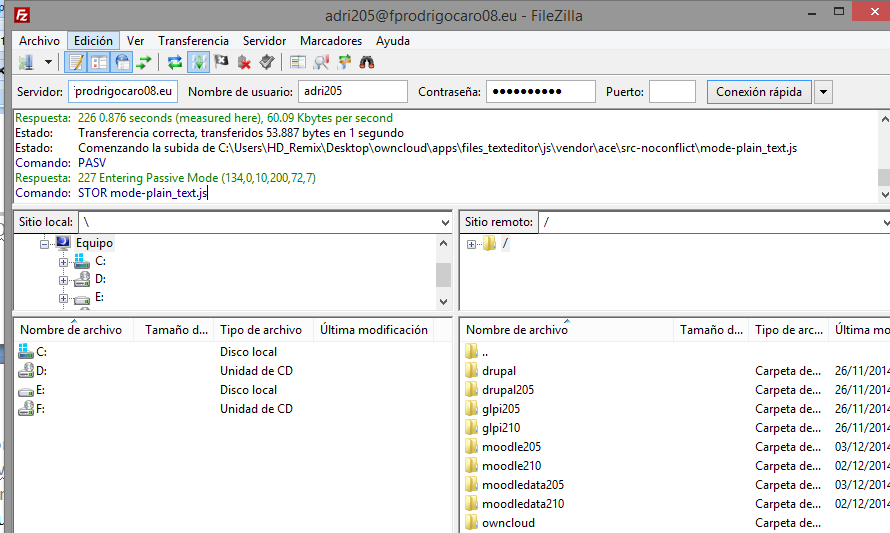 adri205@fprodrigocaro08.eu - FileZilla
Archivo Edición Ver Transferencia Servidor Marcadores Ayuda
Servidor: prodrigocaro08.eu Nombre de usuario: adri205 Contraseña: ●●●●●●●●●● Puerto: Conexión rápida
Respuesta: 226 0.876 seconds (measured here), 60.09 Kbytes per second
Estado: Transferencia correcta, transferidos 53.887 bytes en 1 segundo
Estado: Comenzando la subida de C:\Users\HD_Remix\Desktop\owncloud\apps\files_texteditor\js\vendor\ace\src-noconflict\mode-plain_text.js
Comando: PASV
Respuesta: 227 Entering Passive Mode (134,0,10,200,72,7)
Comando: STOR mode-plain_text.js
Sitio local: \
Equipo
C:
D:
E:
Nombre de archivo Tamaño d... Tipo de archivo Última modificación
C: Disco local
D: Unidad de CD
E: Disco local
F: Unidad de CD
Sitio remoto: /
/
Nombre de archivo Tamaño d... Tipo de arc... Última mo
..
drupal Carpeta de... 26/11/2014
drupal205 Carpeta de... 26/11/2014
glpi205 Carpeta de... 26/11/2014
glpi210 Carpeta de... 26/11/2014
moodle205 Carpeta de... 03/12/2014
moodle210 Carpeta de... 02/12/2014
moodledata205 Carpeta de... 03/12/2014
moodledata210 Carpeta de... 02/12/2014
owncloud Carpeta de...